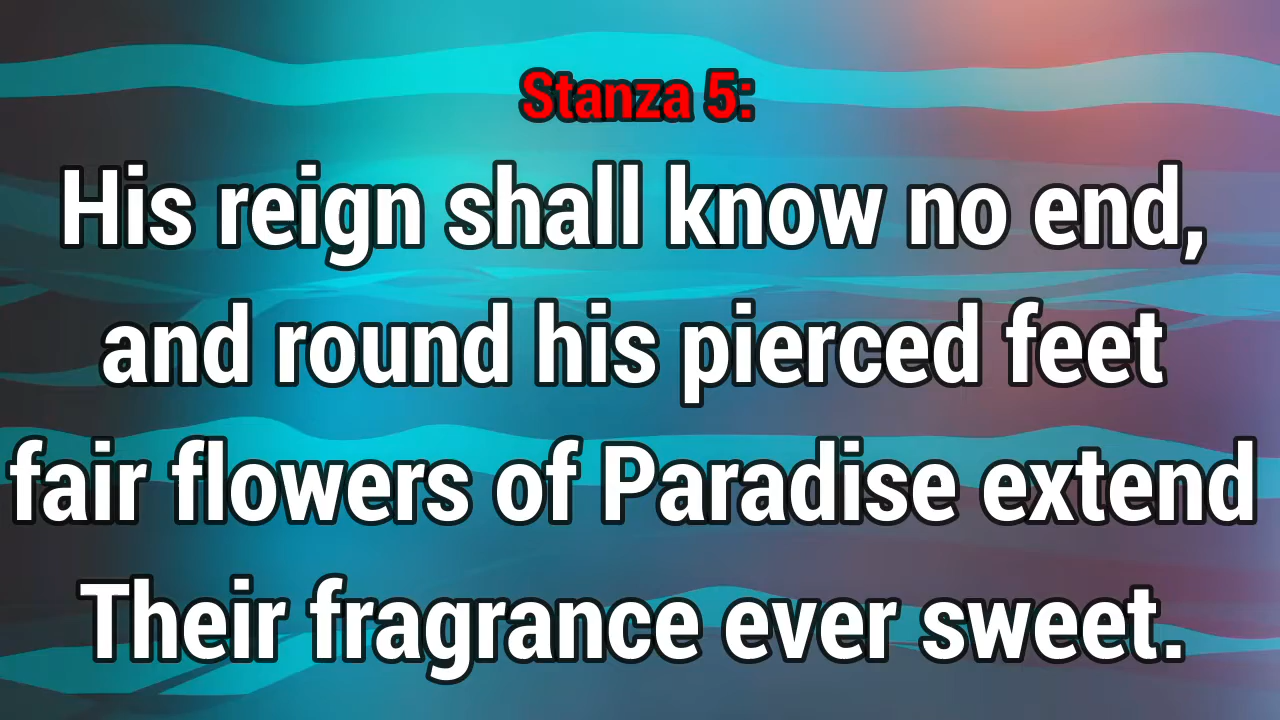 Stanza 5:
His reign shall know no end,
and round his pierced feet
fair flowers of Paradise extend
Their fragrance ever sweet.